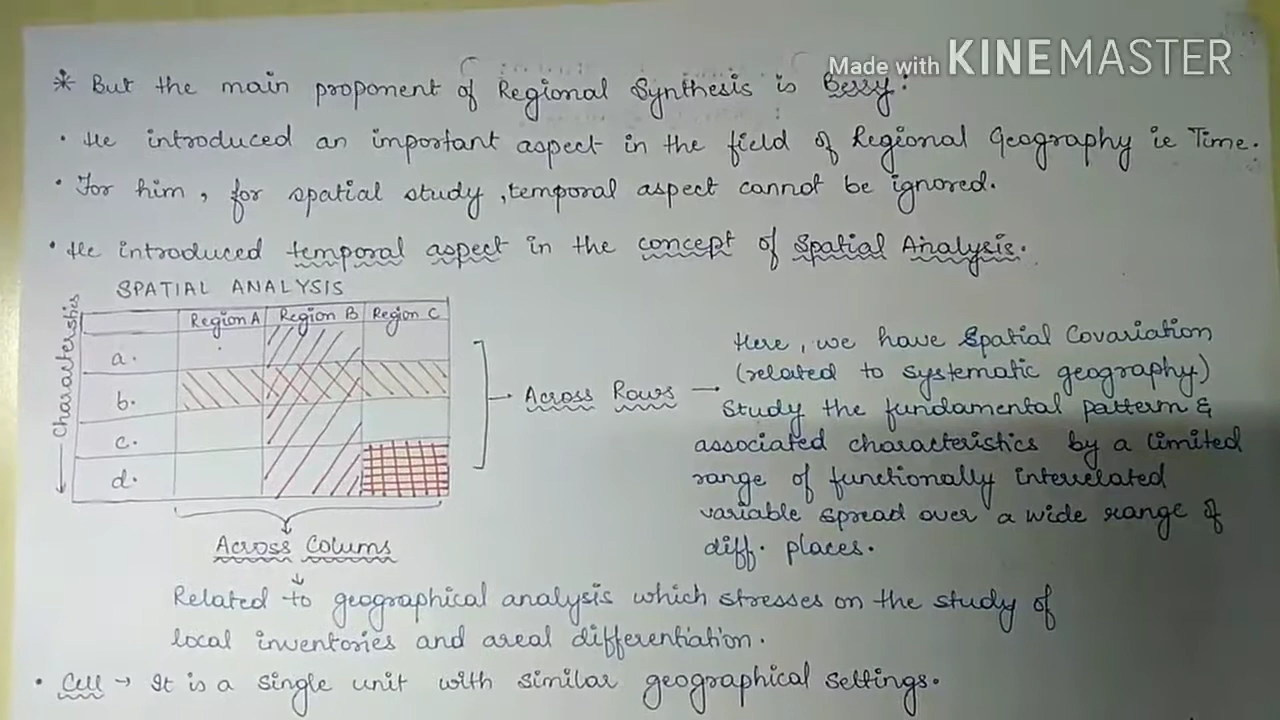 Made with KINEMASTER
* But the main proponent of Regional Synthesis is Berry:
• He introduced an important aspect in the field of Regional Geography ie Time.
• For him, for spatial study, temporal aspect cannot be ignored.
• He introduced temporal aspect in the concept of Spatial Analysis.
SPATIAL ANALYSIS
Characteristics
Region A Region B Region C
a.
b.
c.
d.
Across Rows →
Here, we have Spatial Covariation
(related to systematic geography)
Study the fundamental pattern &
associated characteristics by a limited
range of functionally interrelated
variable spread over a wide range of
diff. places.
Across Colums
Related to geographical analysis which stresses on the study of
local inventories and areal differentiation.
• Cell → It is a single unit with similar geographical settings.